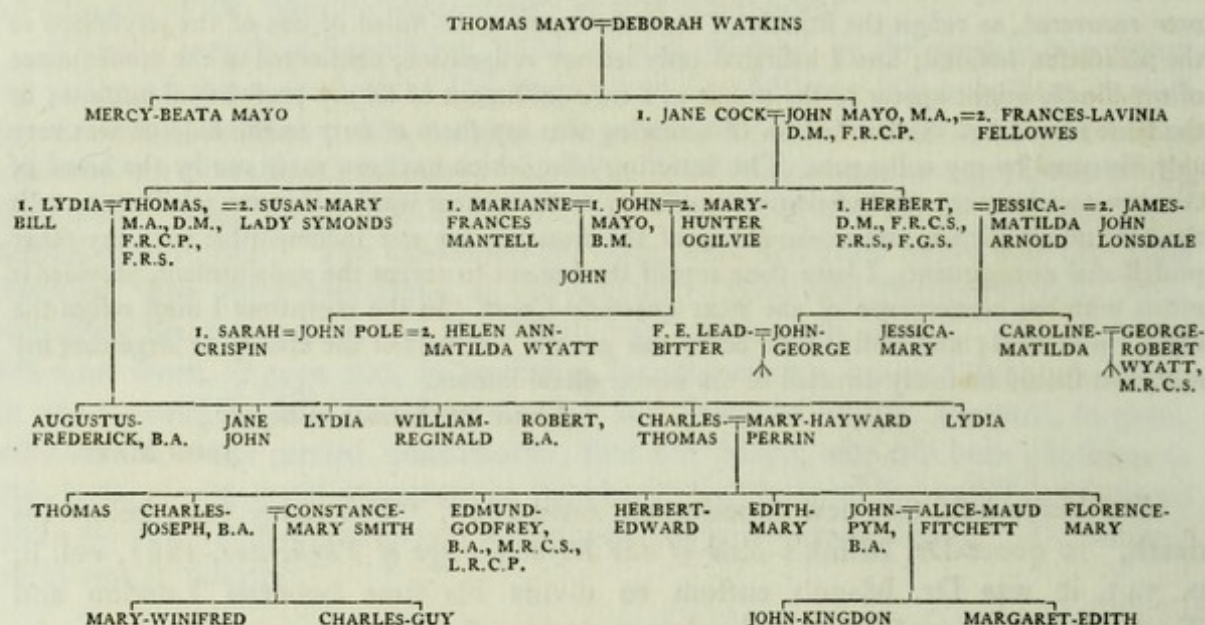 THOMAS MAYO=DEBORAH WATKINS
MERCY-BEATA MAYO
1. JANE COCK=JOHN MAYO, M.A.,=2. FRANCES-LAVINIA
D.M., F.R.C.P. FELLOWES
1. LYDIA=THOMAS, =2. SUSAN-MARY
BILL M.A., D.M., LADY SYMONDS
F.R.C.P.,
F.R.S.
1. MARIANNE=1. JOHN=2. MARY-
FRANCES MAYO, HUNTER
MANTELL B.M. OGILVIE
JOHN
1. HERBERT,=JESSICA-=2. JAMES-
D.M., F.R.C.S., MATILDA JOHN
F.R.S., F.G.S. ARNOLD LONSDALE
1. SARAH=JOHN POLE=2. HELEN ANN-
CRISPIN MATILDA WYATT
F. E. LEAD-=JOHN-
BITTER GEORGE
JESSICA-
MARY
CAROLINE-=GEORGE-
MATILDA ROBERT
WYATT,
M.R.C.S.
AUGUSTUS-
FREDERICK, B.A.
JANE
JOHN
LYDIA
WILLIAM-
REGINALD
ROBERT,
B.A.
CHARLES-=MARY-HAYWARD
THOMAS PERRIN
LYDIA
THOMAS
CHARLES- =CONSTANCE-
JOSEPH, B.A. MARY SMITH
EDMUND-
GODFREY,
B.A., M.R.C.S.,
L.R.C.P.
HERBERT-
EDWARD
EDITH-
MARY
JOHN-=ALICE-MAUD
PYM, FITCHETT
B.A.
FLORENCE-
MARY
MARY-WINIFRED
CHARLES-GUY
JOHN-KINGDON
MARGARET-EDITH